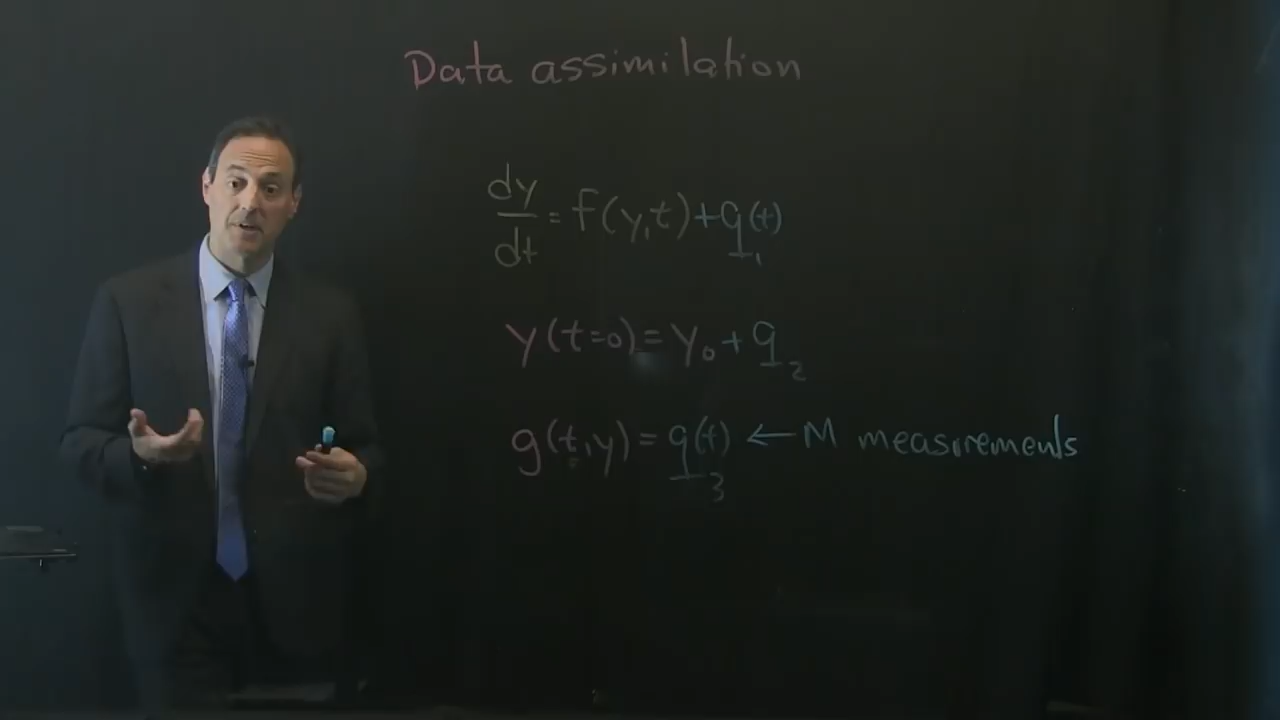 Data assimilation
dy/dt = f(y,t) + q₁(t)
y(t=0) = y₀ + q₂
g(t,y) = q₃(t) ← M measurements